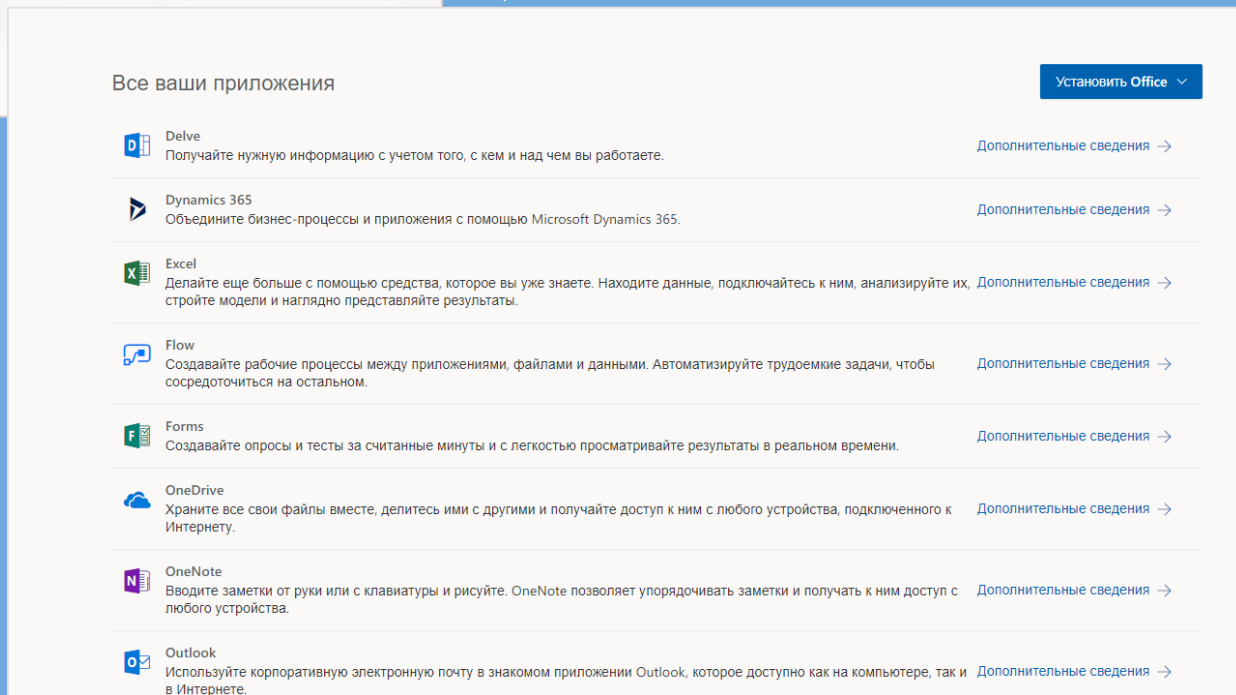 Все ваши приложения
Установить Office
Delve
Получайте нужную информацию с учетом того, с кем и над чем вы работаете.
Дополнительные сведения
Dynamics 365
Объедините бизнес-процессы и приложения с помощью Microsoft Dynamics 365.
Дополнительные сведения
Excel
Делайте еще больше с помощью средства, которое вы уже знаете. Находите данные, подключайтесь к ним, анализируйте их,
стройте модели и наглядно представляйте результаты.
Дополнительные сведения
Flow
Создавайте рабочие процессы между приложениями, файлами и данными. Автоматизируйте трудоемкие задачи, чтобы
сосредоточиться на остальном.
Дополнительные сведения
Forms
Создавайте опросы и тесты за считанные минуты и с легкостью просматривайте результаты в реальном времени.
Дополнительные сведения
OneDrive
Храните все свои файлы вместе, делитесь ими с другими и получайте доступ к ним с любого устройства, подключенного к
Интернету.
Дополнительные сведения
OneNote
Вводите заметки от руки или с клавиатуры и рисуйте. OneNote позволяет упорядочивать заметки и получать к ним доступ с
любого устройства.
Дополнительные сведения
Outlook
Используйте корпоративную электронную почту в знакомом приложении Outlook, которое доступно как на компьютере, так и
в Интернете.
Дополнительные сведения